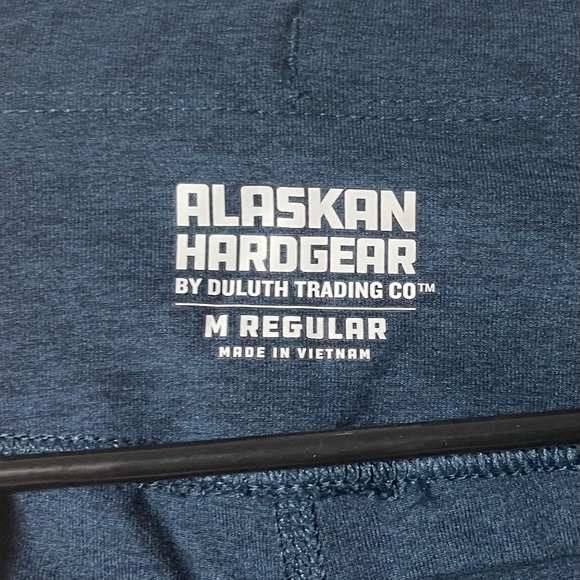 ALASKAN
HARDGEAR
BY DULUTH TRADING CO™
M REGULAR
MADE IN VIETNAM